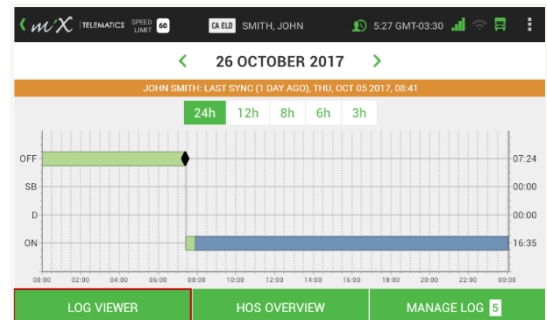 miX TELEMATICS SPEED LIMIT 60 CA ELD SMITH, JOHN 5:27 GMT-03:30
26 OCTOBER 2017
JOHN SMITH: LAST SYNC (1 DAY AGO), THU, OCT 05 2017, 08:41
24h 12h 8h 6h 3h
OFF 07:24
SB 00:00
D 00:00
ON 16:35
00:00 02:00 04:00 06:00 08:00 10:00 12:00 14:00 16:00 18:00 20:00 22:00 00:00
LOG VIEWER HOS OVERVIEW MANAGE LOG 5